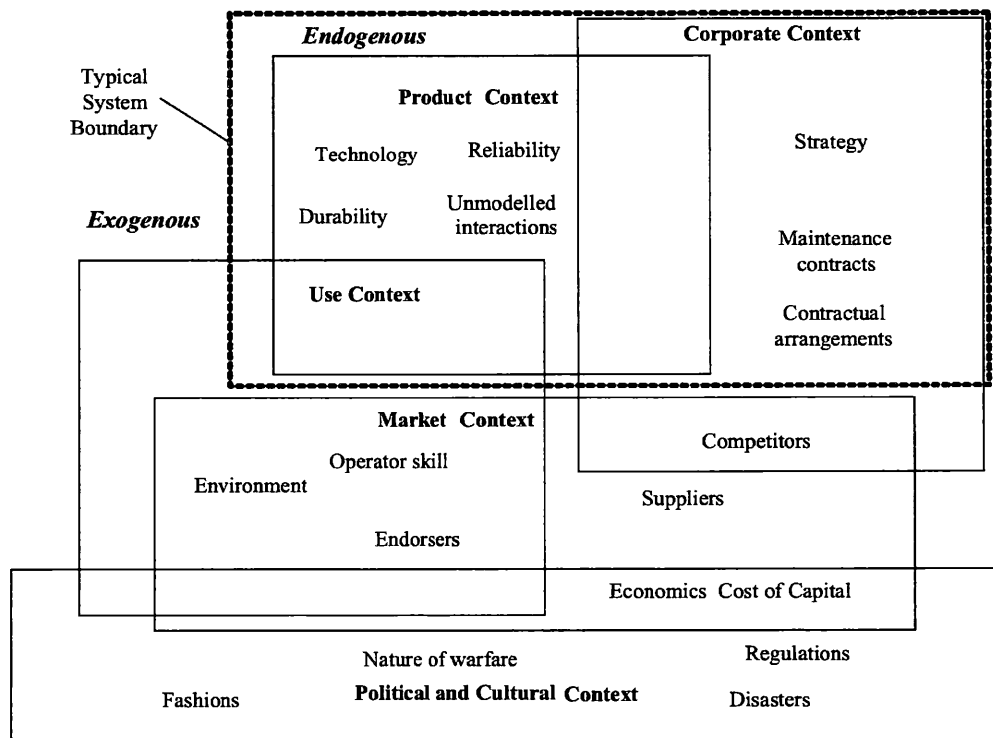 Endogenous
Corporate Context
Typical
System
Boundary
Product Context
Technology
Reliability
Strategy
Durability
Unmodelled
interactions
Exogenous
Maintenance
contracts
Use Context
Contractual
arrangements
Market Context
Competitors
Operator skill
Environment
Suppliers
Endorsers
Economics Cost of Capital
Nature of warfare
Regulations
Fashions
Political and Cultural Context
Disasters